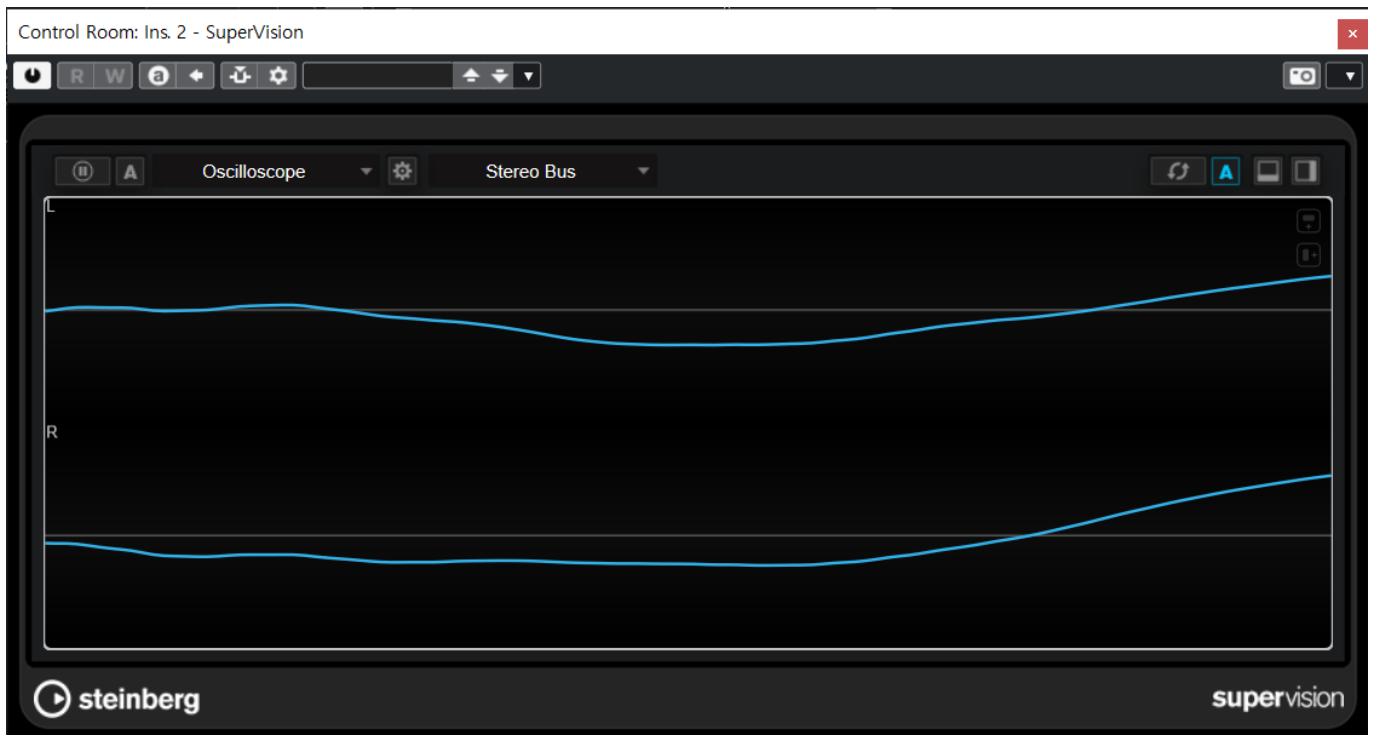 Control Room: Ins. 2 - SuperVision
R W a
A Oscilloscope Stereo Bus A
L
R
steinberg supervision